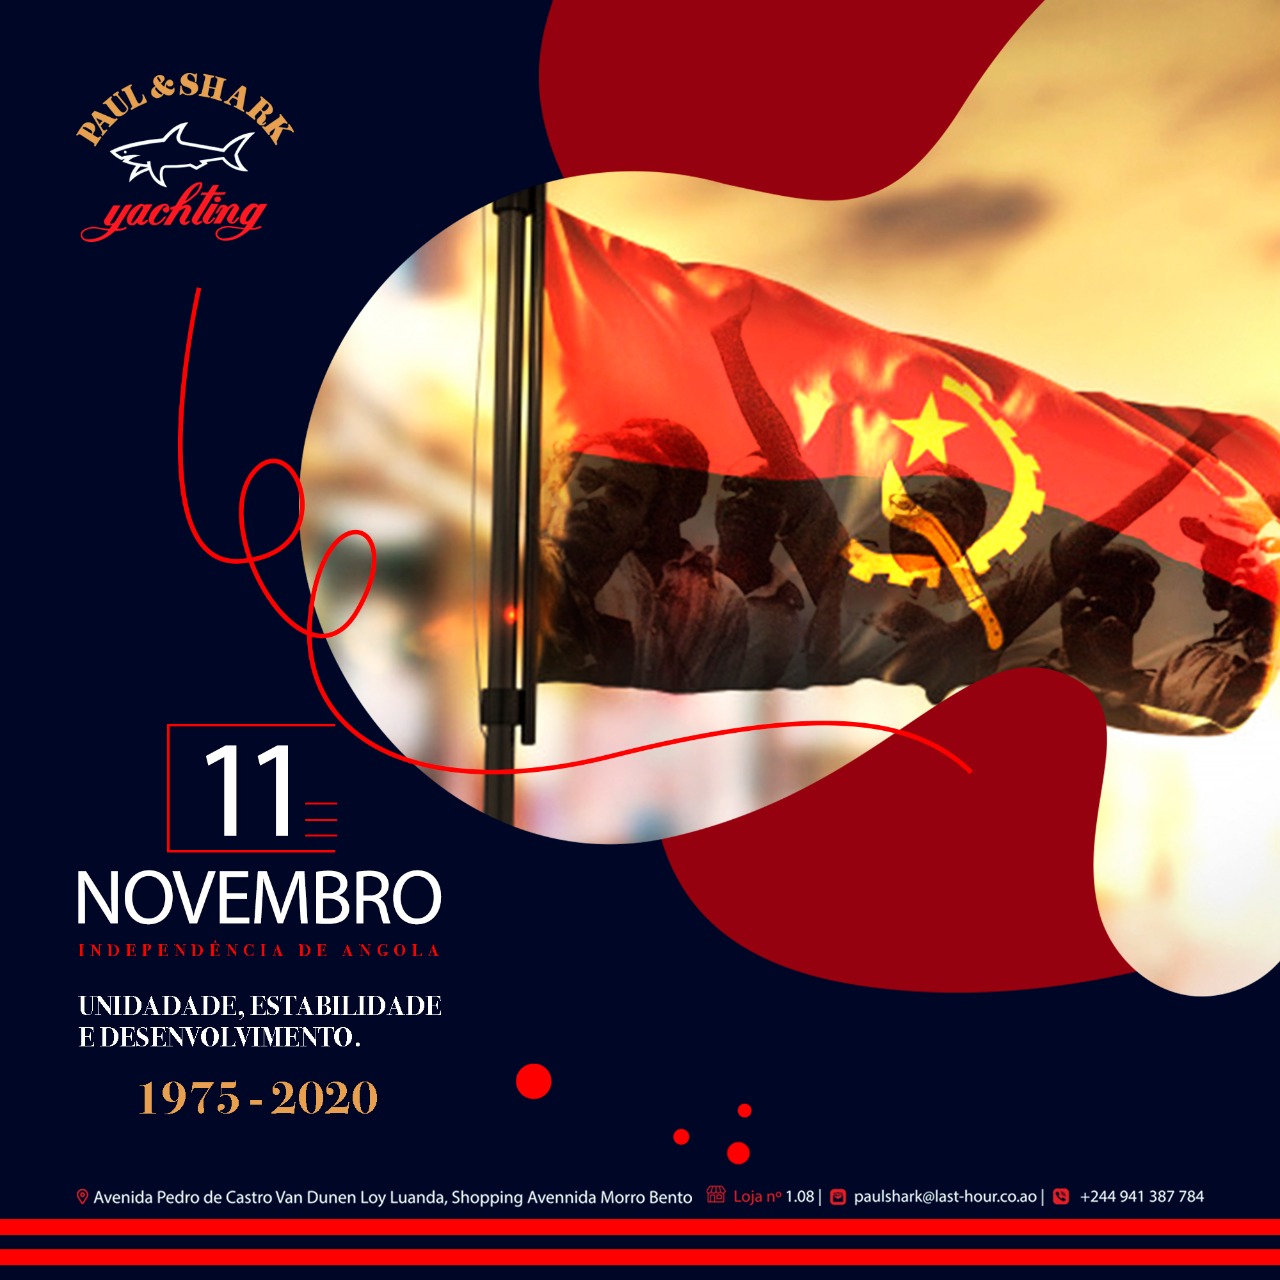 PAUL & SHARK
yachting
11
NOVEMBRO
INDEPENDÊNCIA DE ANGOLA
UNIDADADE, ESTABILIDADE
E DESENVOLVIMENTO.
1975 - 2020
Avenida Pedro de Castro Van Dunen Loy Luanda, Shopping Avennida Morro Bento Loja nº 1.08 | paulshark@last-hour.co.ao | +244 941 387 784